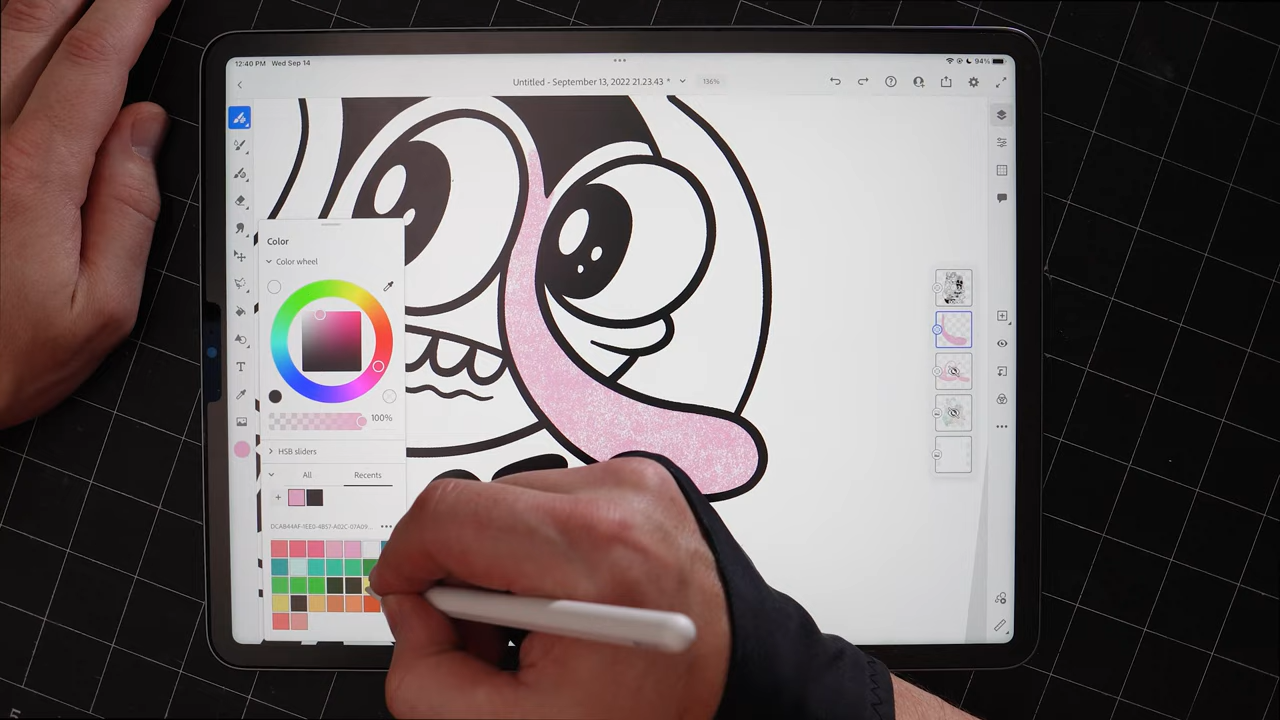 12:40 PM Wed Sep 14
94%
Untitled - September 13, 2022 21.23.43 *
136%
Color
Color wheel
100%
HSB sliders
All
Recents
T